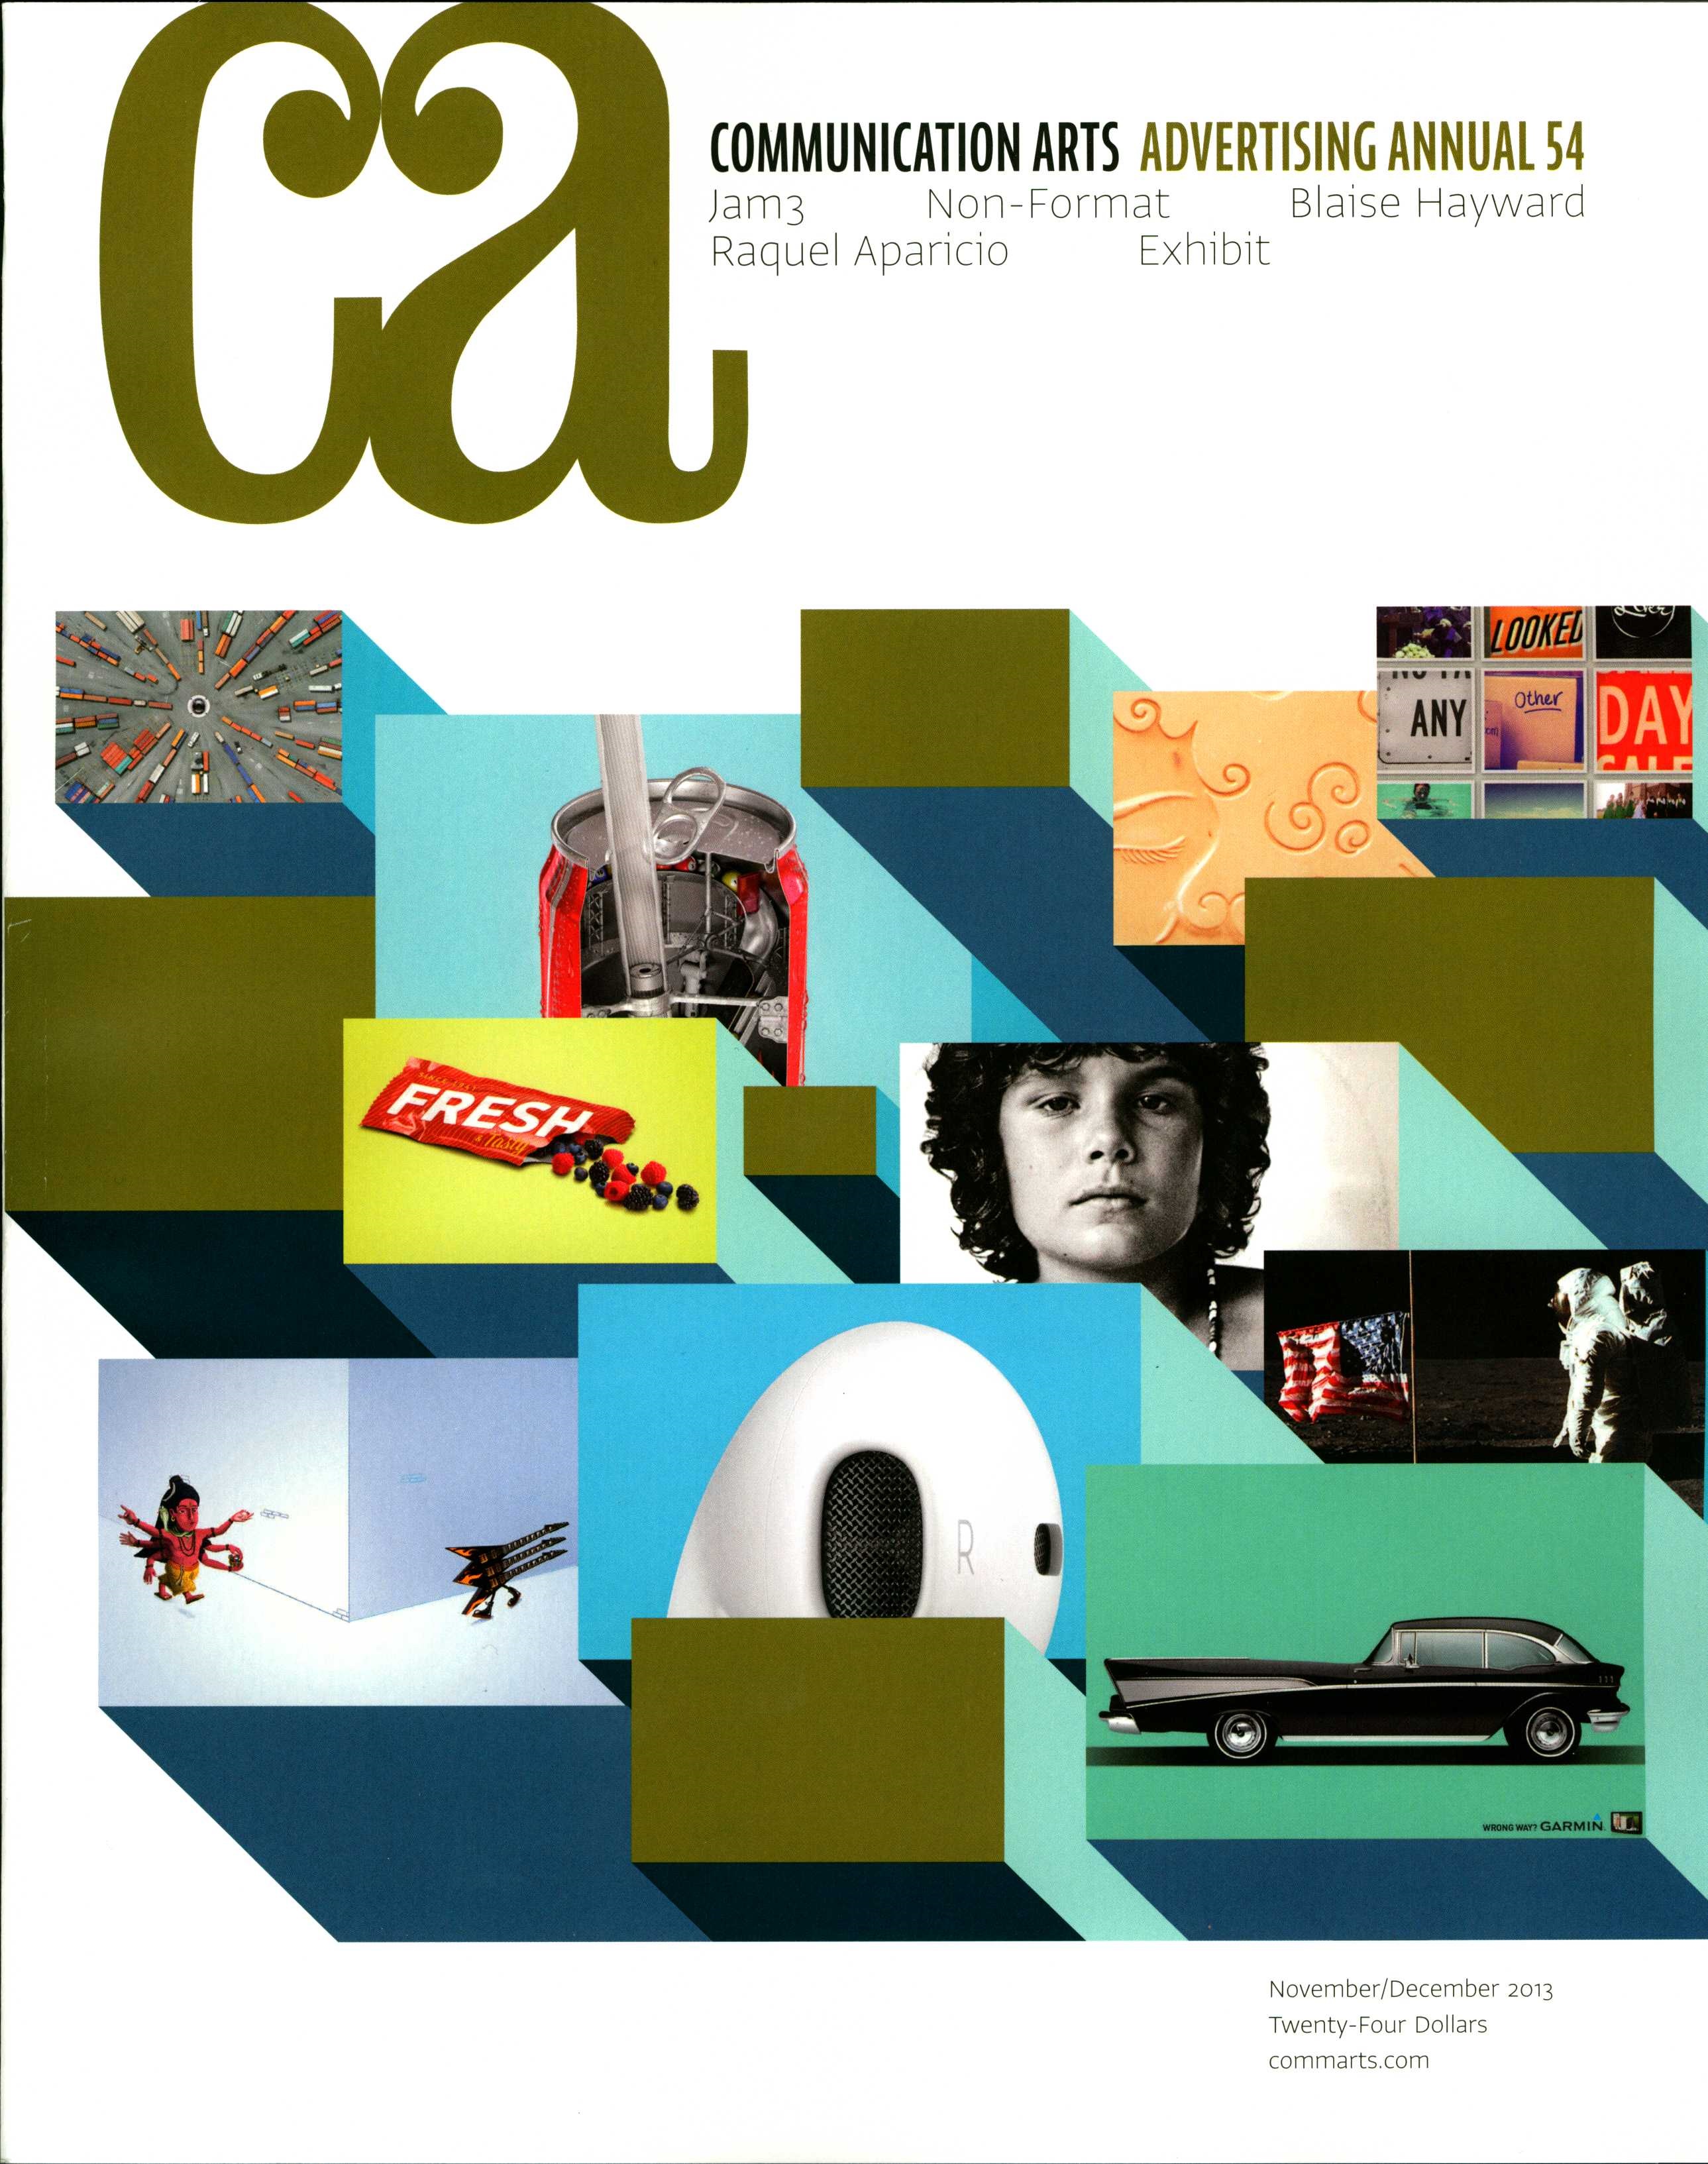 ca
COMMUNICATION ARTS ADVERTISING ANNUAL 54
Jam3 Non-Format Blaise Hayward
Raquel Aparicio Exhibit
LOOKED
ANY
Other
DAY
FRESH
& Tasty
R
WRONG WAY? GARMIN
November/December 2013
Twenty-Four Dollars
commarts.com